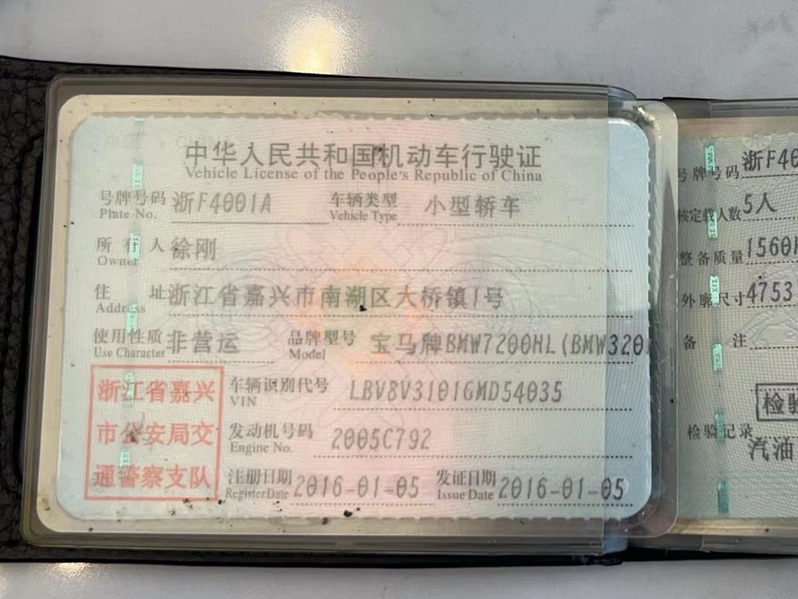 中华人民共和国机动车行驶证
Vehicle License of the People's Republic of China
号牌号码 浙F4001A 车辆类型 小型轿车
Plate No. Vehicle Type
所有人 徐刚
Owner
住址 浙江省嘉兴市南湖区大桥镇1号
Address
使用性质 非营运 品牌型号 宝马牌BMW7200HL(BMW320
Use Character Model
浙江省嘉兴
市公安局交
通警察支队
车辆识别代号 LBV8V3101GMD54035
VIN
发动机号码 2005C792
Engine No.
注册日期 2016-01-05 发证日期 2016-01-05
Register Date Issue Date
号牌号码 浙F40
核定载人数 5人
整备质量 1560
外廓尺寸 4753
备注
检验
检验记录
汽油